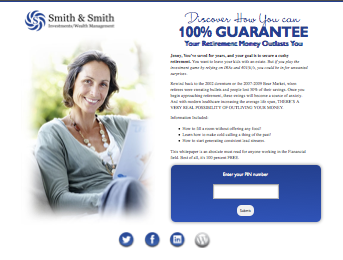 Smith & Smith
Investments/Wealth Management
Discover How You can
100% GUARANTEE
Your Retirement Money Outlasts You
Jenny, You've saved for years, and your goal is to secure a cushy
retirement. You want to leave your kids with an estate. But if you play the
investment game by relying on IRAs and 401(k)'s, you could be in for unwanted
surprises.
Rewind back to the 2002 downturn or the 2007-2009 Bear Market, where
retirees were sweating bullets and people lost 50% of their savings. Once you
begin approaching retirement, these swings will become a source of anxiety.
And with modern healthcare increasing the average life span, THERE'S A
VERY REAL POSSIBILITY OF OUTLIVING YOUR MONEY.
Information Included:
How to fill a room without offering any food!
Learn how to make cold calling a thing of the past!
How to start generating consistent lead streams.
This whitepaper is an absolute must read for anyone working in the Financial
field. Best of all, it's 100 percent FREE.
Enter your PIN number
Submit